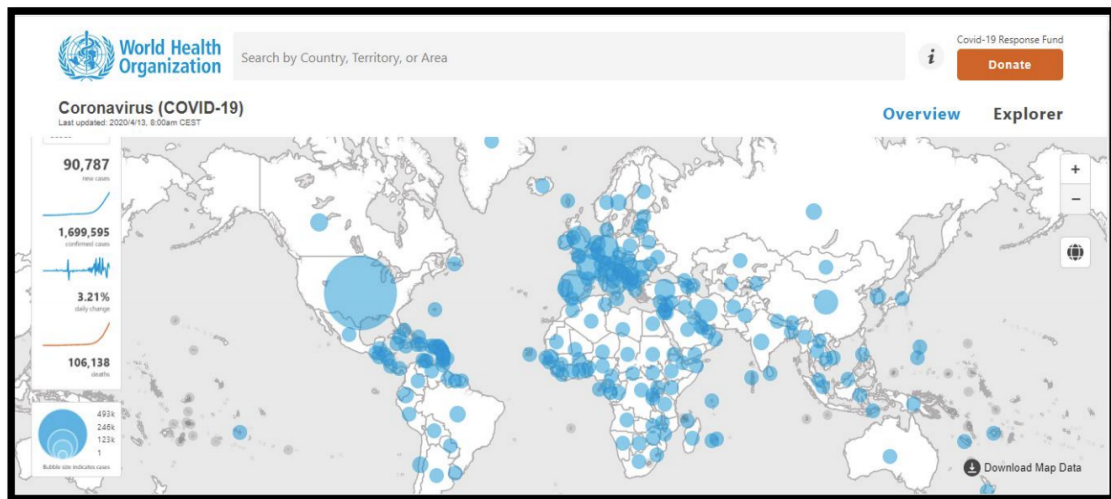 World Health
Organization
Search by Country, Territory, or Area
i
Covid-19 Response Fund
Donate
Coronavirus (COVID-19)
Last updated: 2020/4/13, 8:00am CEST
Overview
Explorer
90,787
new cases
1,699,595
confirmed cases
3.21%
daily change
106,138
deaths
493k
246k
123k
1
Bubble size indicates cases
+
−
Download Map Data